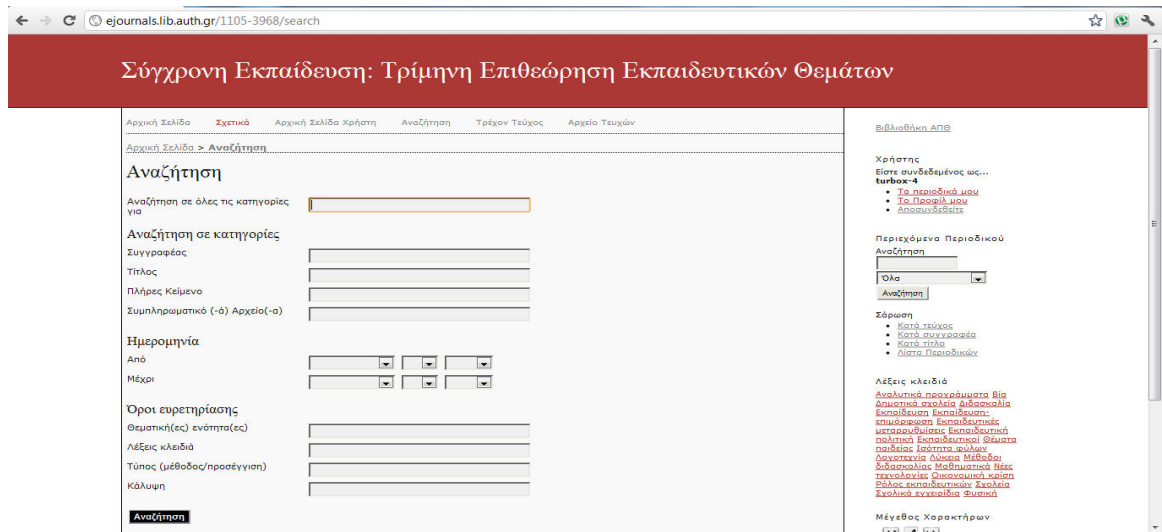 ejournals.lib.auth.gr/1105-3968/search
Σύγχρονη Εκπαίδευση: Τρίμηνη Επιθεώρηση Εκπαιδευτικών Θεμάτων
Αρχική Σελίδα Σχετικά Αρχική Σελίδα Χρήστη Αναζήτηση Τρέχον Τεύχος Αρχείο Τευχών
Αρχική Σελίδα > Αναζήτηση
Αναζήτηση
Αναζήτηση σε όλες τις κατηγορίες
για
Αναζήτηση σε κατηγορίες
Συγγραφέας
Τίτλος
Πλήρες Κείμενο
Συμπληρωματικό (-ά) Αρχείο(-α)
Ημερομηνία
Από
Μέχρι
Όροι ευρετηρίασης
Θεματική(ες) ενότητα(ες)
Λέξεις κλειδιά
Τύπος (μέθοδος/προσέγγιση)
Κάλυψη
Αναζήτηση
Βιβλιοθήκη ΑΠΘ
Χρήστης
Είστε συνδεδεμένος ως...
turbox-4
Τα περιοδικά μου
Το Προφίλ μου
Αποσυνδεθείτε
Περιεχόμενα Περιοδικού
Αναζήτηση
Όλα
Αναζήτηση
Σάρωση
Κατά τεύχος
Κατά συγγραφέα
Κατά τίτλο
Λίστα Περιοδικών
Λέξεις κλειδιά
Αναλυτικά προγράμματα Βία
Δημοτικά σχολεία Διδασκαλία
Εκπαίδευση Εκπαίδευση-
επιμόρφωση Εκπαιδευτικές
μεταρρυθμίσεις Εκπαιδευτική
πολιτική Εκπαιδευτικοί Θέματα
παιδείας Ισότητα φύλων
Λογοτεχνία Λύκεια Μέθοδοι
διδασκαλίας Μαθηματικά Νέες
τεχνολογίες Οικονομική κρίση
Ρόλος εκπαιδευτικών Σχολεία
Σχολικά εγχειρίδια Φυσική
Μέγεθος Χαρακτήρων